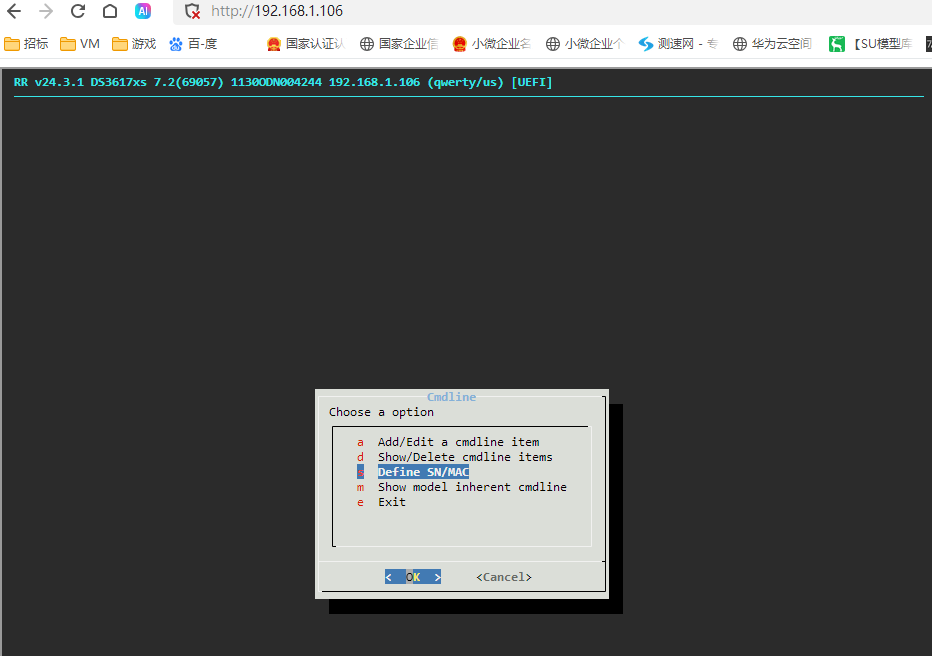 AI http://192.168.1.106
招标 VM 游戏 百-度 国家认证认 国家企业信 小微企业名 小微企业个 测速网 - 专 华为云空间 【SU模型库
RR v24.3.1 DS3617xs 7.2(69057) 1130ODN004244 192.168.1.106 (qwerty/us) [UEFI]
Cmdline
Choose a option
a Add/Edit a cmdline item
d Show/Delete cmdline items
Define SN/MAC
m Show model inherent cmdline
e Exit
< OK > <Cancel>